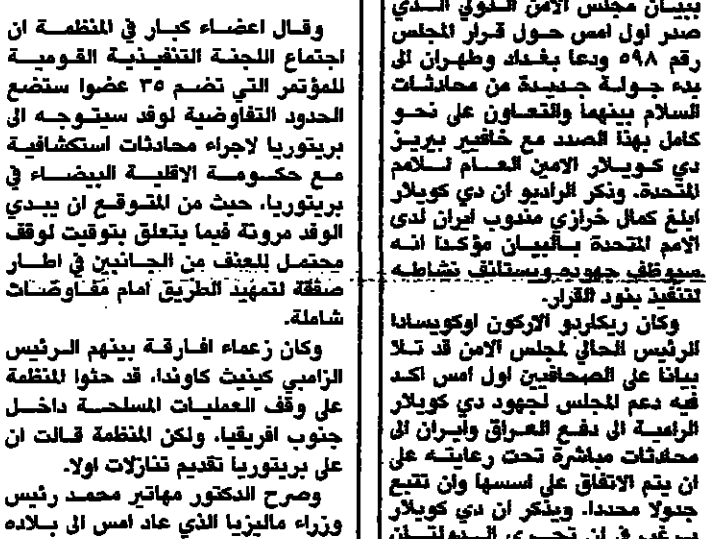 ببيان مجلس الامن الدولي الذي
صدر اول امس حول قرار المجلس
رقم ٥٩٨ ودعا بغداد وطهران الى
بدء جولة جديدة من محادثات
السلام بينهما والتعاون على نحو
كامل بهذا الصدد مع خافيير بيريز
دي كويلار الامين العام للامم
المتحدة. وذكر الراديو ان دي كويلار
ابلغ كمال خرازي مندوب ايران لدى
الامم المتحدة بالبيان مؤكدا انه
سيوظف جهوده ويستانف نشاطه
لتنفيذ بنود القرار.
وكان ريكاردو الاركون اوكويساندا
الرئيس الحالي لمجلس الامن قد تلا
بيانا على الصحافيين اول امس اكد
فيه دعم المجلس لجهود دي كويلار
الرامية الى دفع العراق وايران الى
محادثات مباشرة تحت رعايته على
ان يتم الاتفاق على اسسها وان تتبع
جدولا محددا. ويذكر ان دي كويلار
يرغب في ان تجري الدولتان
وقال اعضاء كبار في المنظمة ان
اجتماع اللجنة التنفيذية القومية
للمؤتمر التي تضم ٣٥ عضوا ستضع
الحدود التفاوضية لوفد سيتوجه الى
بريتوريا لاجراء محادثات استكشافية
مع حكومة الاقلية البيضاء في
بريتوريا، حيث من المتوقع ان يبدي
الوفد مرونة فيما يتعلق بتوقيت لوقف
محتمل للعنف من الجانبين في اطار
صفقة لتمهيد الطريق امام مفاوضات
شاملة.
وكان زعماء افارقة بينهم الرئيس
الزامبي كينيث كاوندا، قد حثوا المنظمة
على وقف العمليات المسلحة داخل
جنوب افريقيا، ولكن المنظمة قالت ان
على بريتوريا تقديم تنازلات اولا.
وصرح الدكتور مهاتير محمد رئيس
وزراء ماليزيا الذي عاد امس الى بلاده